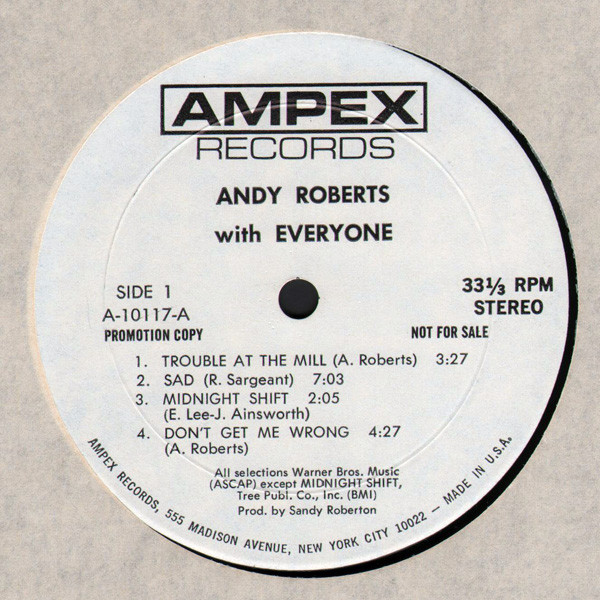 AMPEX
RECORDS
ANDY ROBERTS
with EVERYONE
SIDE 1
A-10117-A
PROMOTION COPY
33⅓ RPM
STEREO
NOT FOR SALE
1. TROUBLE AT THE MILL (A. Roberts) 3:27
2. SAD (R. Sargeant) 7:03
3. MIDNIGHT SHIFT 2:05
(E. Lee-J. Ainsworth)
4. DON'T GET ME WRONG 4:27
(A. Roberts)
All selections Warner Bros. Music
(ASCAP) except MIDNIGHT SHIFT,
Tree Publ. Co., Inc. (BMI)
Prod. by Sandy Roberton
AMPEX RECORDS, 555 MADISON AVENUE, NEW YORK CITY 10022 — MADE IN U.S.A.